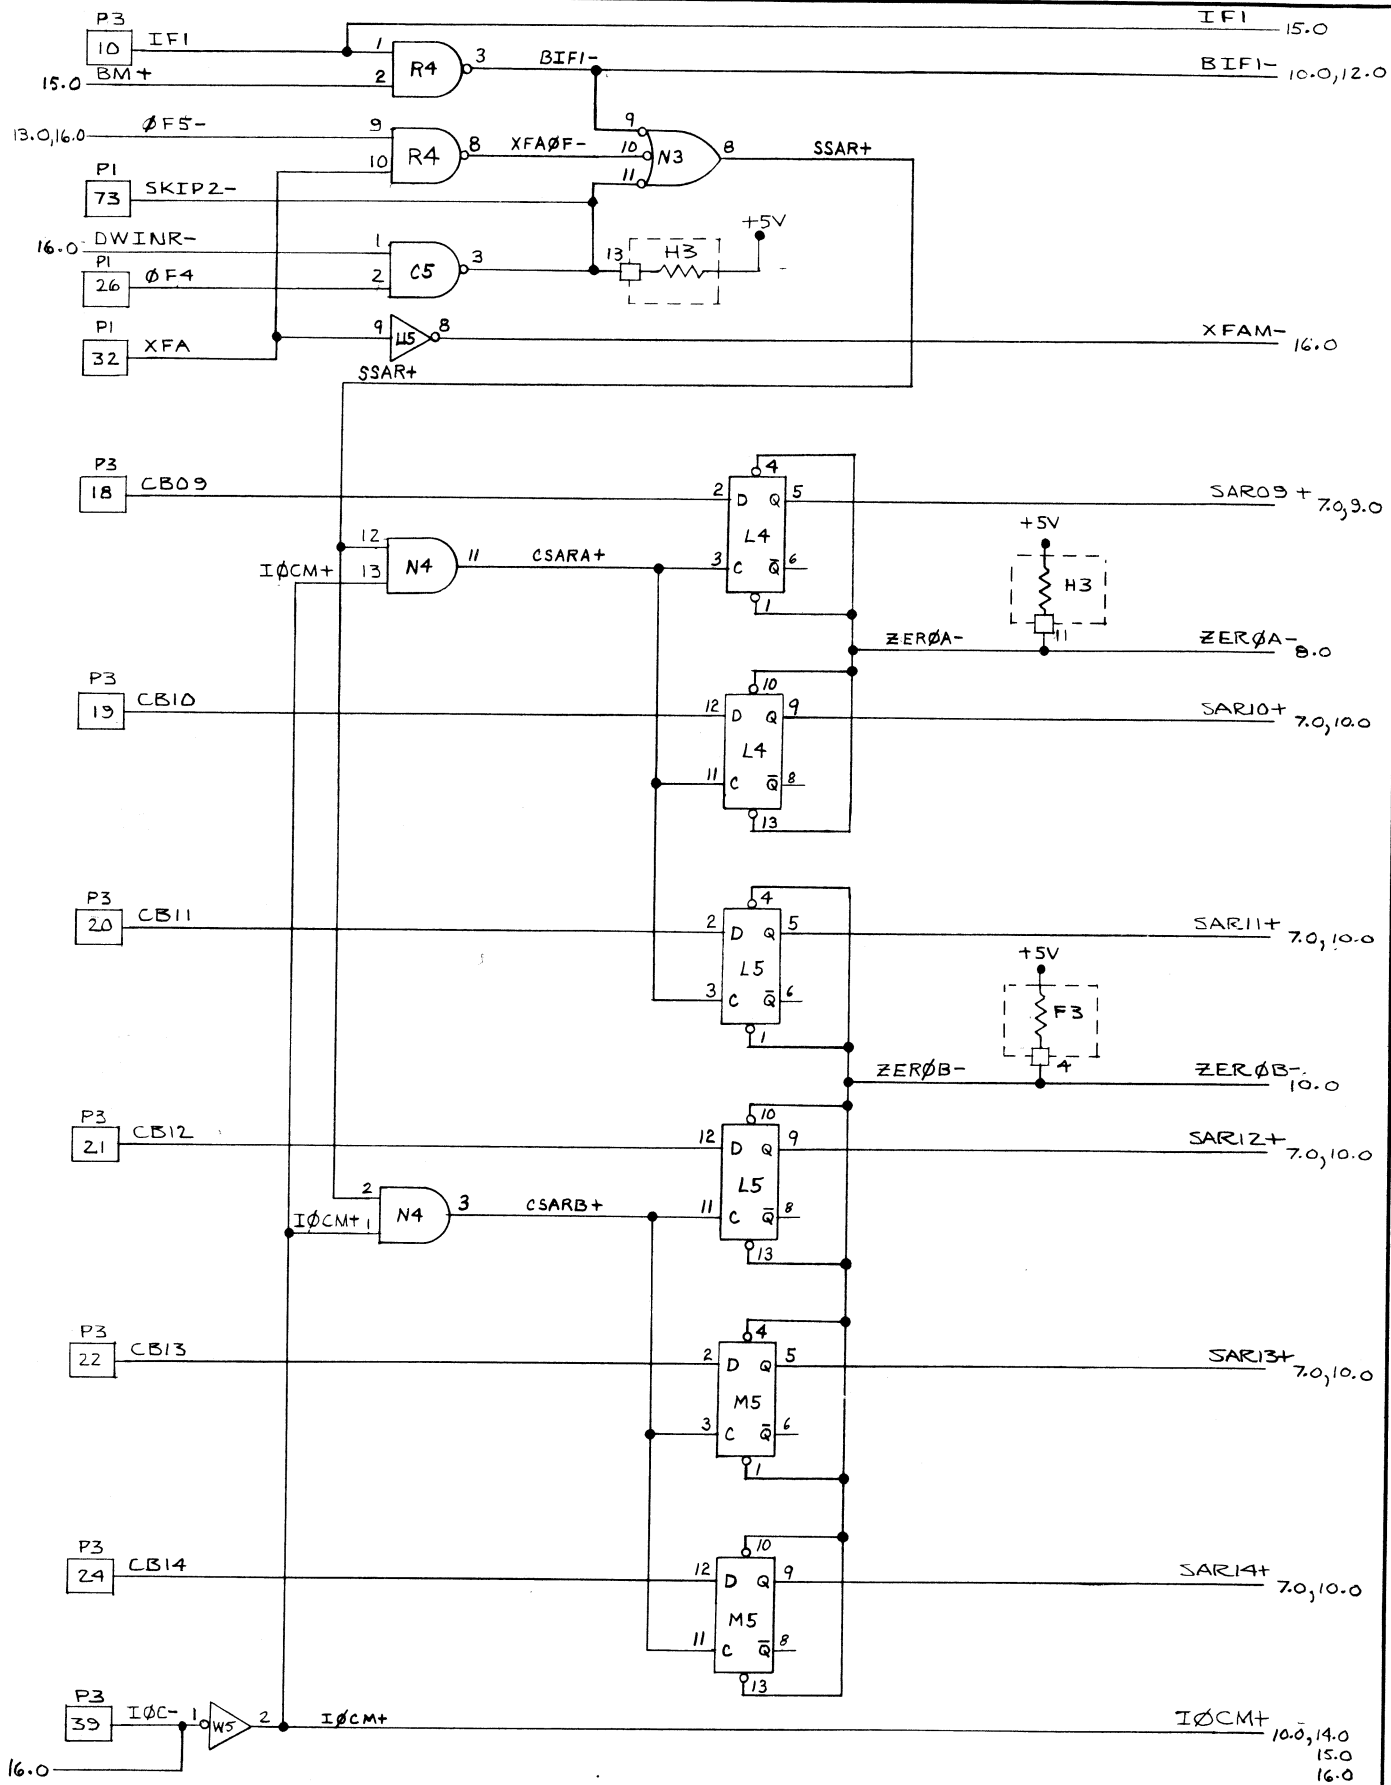 P3
10 IF1
IF1 15.0
1 R4 3 BIF1-
BIF1- 10.0,12.0
15.0 BM+ 2
13.0,16.0 ØF5- 9
R4 8 XFAØF-
10
9
10 N3 8 SSAR+
11
P1
73 SKIP2-
+5V
16.0 DWINR- 1
C5 3
13 H3
P1
26 ØF4 2
P1
32 XFA
9 U5 8
XFAM- 16.0
SSAR+
P3
18 CB09
4
2 D Q 5
SAR09+ 7.0,9.0
L4
12
N4 11 CSARA+
IØCM+ 13
3 C Q̄ 6
1
+5V
H3
11
ZERØA-
ZERØA- 8.0
P3
19 CB10
10
12 D Q 9
SAR10+ 7.0,10.0
L4
11 C Q̄ 8
13
P3
20 CB11
4
2 D Q 5
SAR11+ 7.0,10.0
L5
3 C Q̄ 6
1
+5V
F3
4
ZERØB-
ZERØB- 10.0
P3
21 CB12
10
12 D Q 9
SAR12+ 7.0,10.0
L5
2
N4 3 CSARB+
IØCM+ 1
11 C Q̄ 8
13
P3
22 CB13
4
2 D Q 5
SAR13+ 7.0,10.0
M5
3 C Q̄ 6
1
P3
24 CB14
10
12 D Q 9
SAR14+ 7.0,10.0
M5
11 C Q̄ 8
13
P3
39 IØC- 1 W5 2 IØCM+
IØCM+ 10.0,14.0
15.0
16.0
16.0